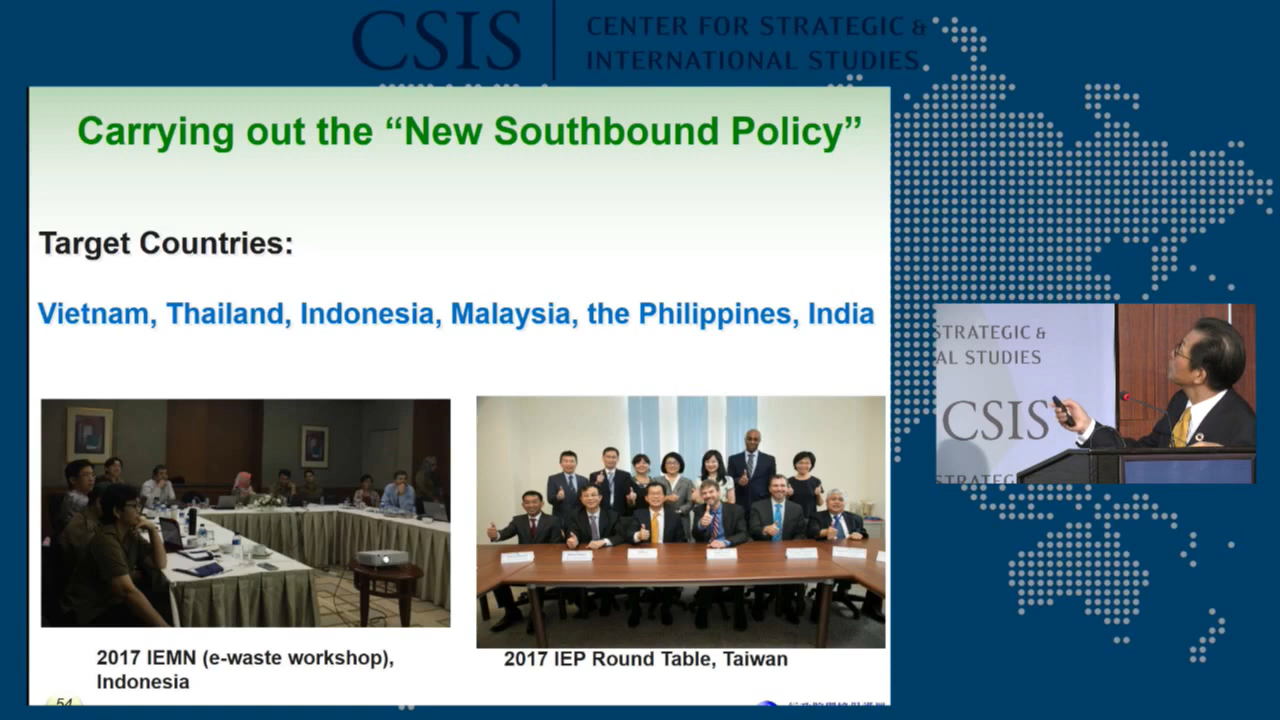 CSIS
CENTER FOR STRATEGIC &
INTERNATIONAL STUDIES
Carrying out the “New Southbound Policy”
Target Countries:
Vietnam, Thailand, Indonesia, Malaysia, the Philippines, India
STRATEGIC &
AL STUDIES
CSIS
STRATEG
2017 IEMN (e-waste workshop),
Indonesia
2017 IEP Round Table, Taiwan
54